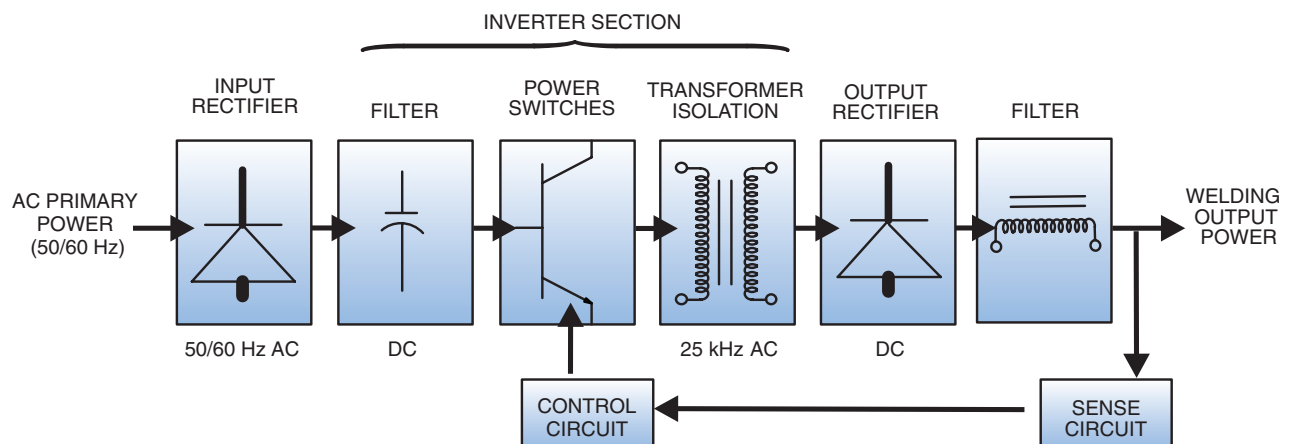 INVERTER SECTION
INPUT
RECTIFIER
FILTER
POWER
SWITCHES
TRANSFORMER
ISOLATION
OUTPUT
RECTIFIER
FILTER
AC PRIMARY
POWER
(50/60 Hz)
WELDING
OUTPUT
POWER
50/60 Hz AC
DC
25 kHz AC
DC
CONTROL
CIRCUIT
SENSE
CIRCUIT